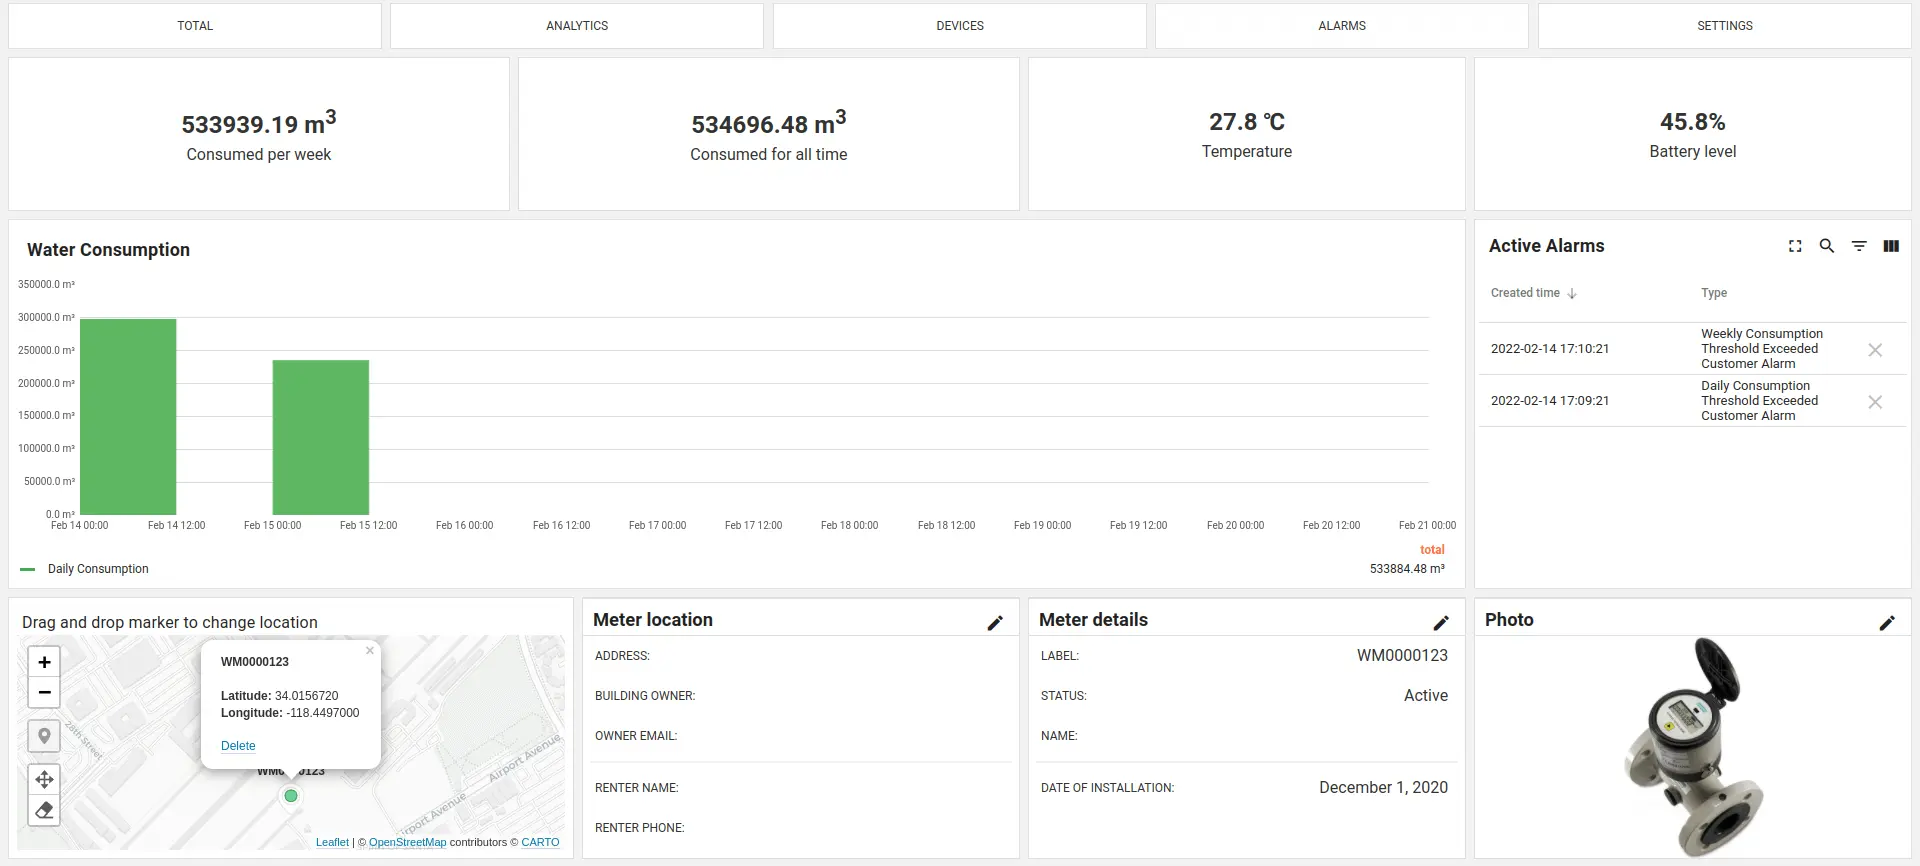 TOTAL
ANALYTICS
DEVICES
ALARMS
SETTINGS
533939.19 m³
Consumed per week
534696.48 m³
Consumed for all time
27.8 ℃
Temperature
45.8%
Battery level
Water Consumption
350000.0 m³
300000.0 m³
250000.0 m³
200000.0 m³
150000.0 m³
100000.0 m³
50000.0 m³
0.0 m³
Feb 14 00:00
Feb 14 12:00
Feb 15 00:00
Feb 15 12:00
Feb 16 00:00
Feb 16 12:00
Feb 17 00:00
Feb 17 12:00
Feb 18 00:00
Feb 18 12:00
Feb 19 00:00
Feb 19 12:00
Feb 20 00:00
Feb 20 12:00
Feb 21 00:00
total
Daily Consumption
533884.48 m³
Active Alarms
Created time
Type
2022-02-14 17:10:21
Weekly Consumption
Threshold Exceeded
Customer Alarm
2022-02-14 17:09:21
Daily Consumption
Threshold Exceeded
Customer Alarm
Drag and drop marker to change location
+
−
WM0000123
Latitude: 34.0156720
Longitude: -118.4497000
Delete
28th Street
Airport Avenue
Leaflet | © OpenStreetMap contributors © CARTO
Meter location
ADDRESS:
BUILDING OWNER:
OWNER EMAIL:
RENTER NAME:
RENTER PHONE:
Meter details
LABEL:
WM0000123
STATUS:
Active
NAME:
DATE OF INSTALLATION:
December 1, 2020
Photo